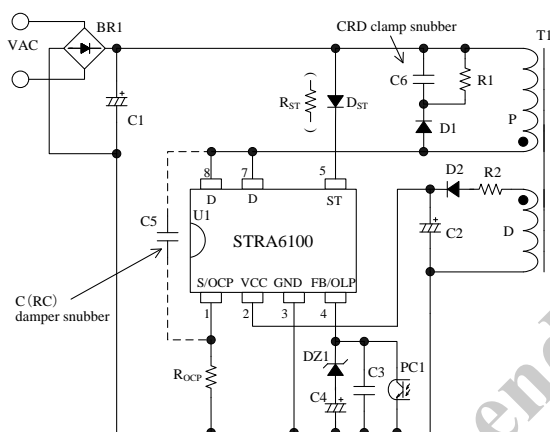 BR1
VAC
C1
CRD clamp snubber
T1
C6
R1
RST
DST
D1
P
8
7
5
D
D
ST
D2
R2
C5
U1
STRA6100
C2
D
C(RC)
damper snubber
S/OCP
VCC
GND
FB/OLP
1
2
3
4
ROCP
DZ1
C4
C3
PC1
end